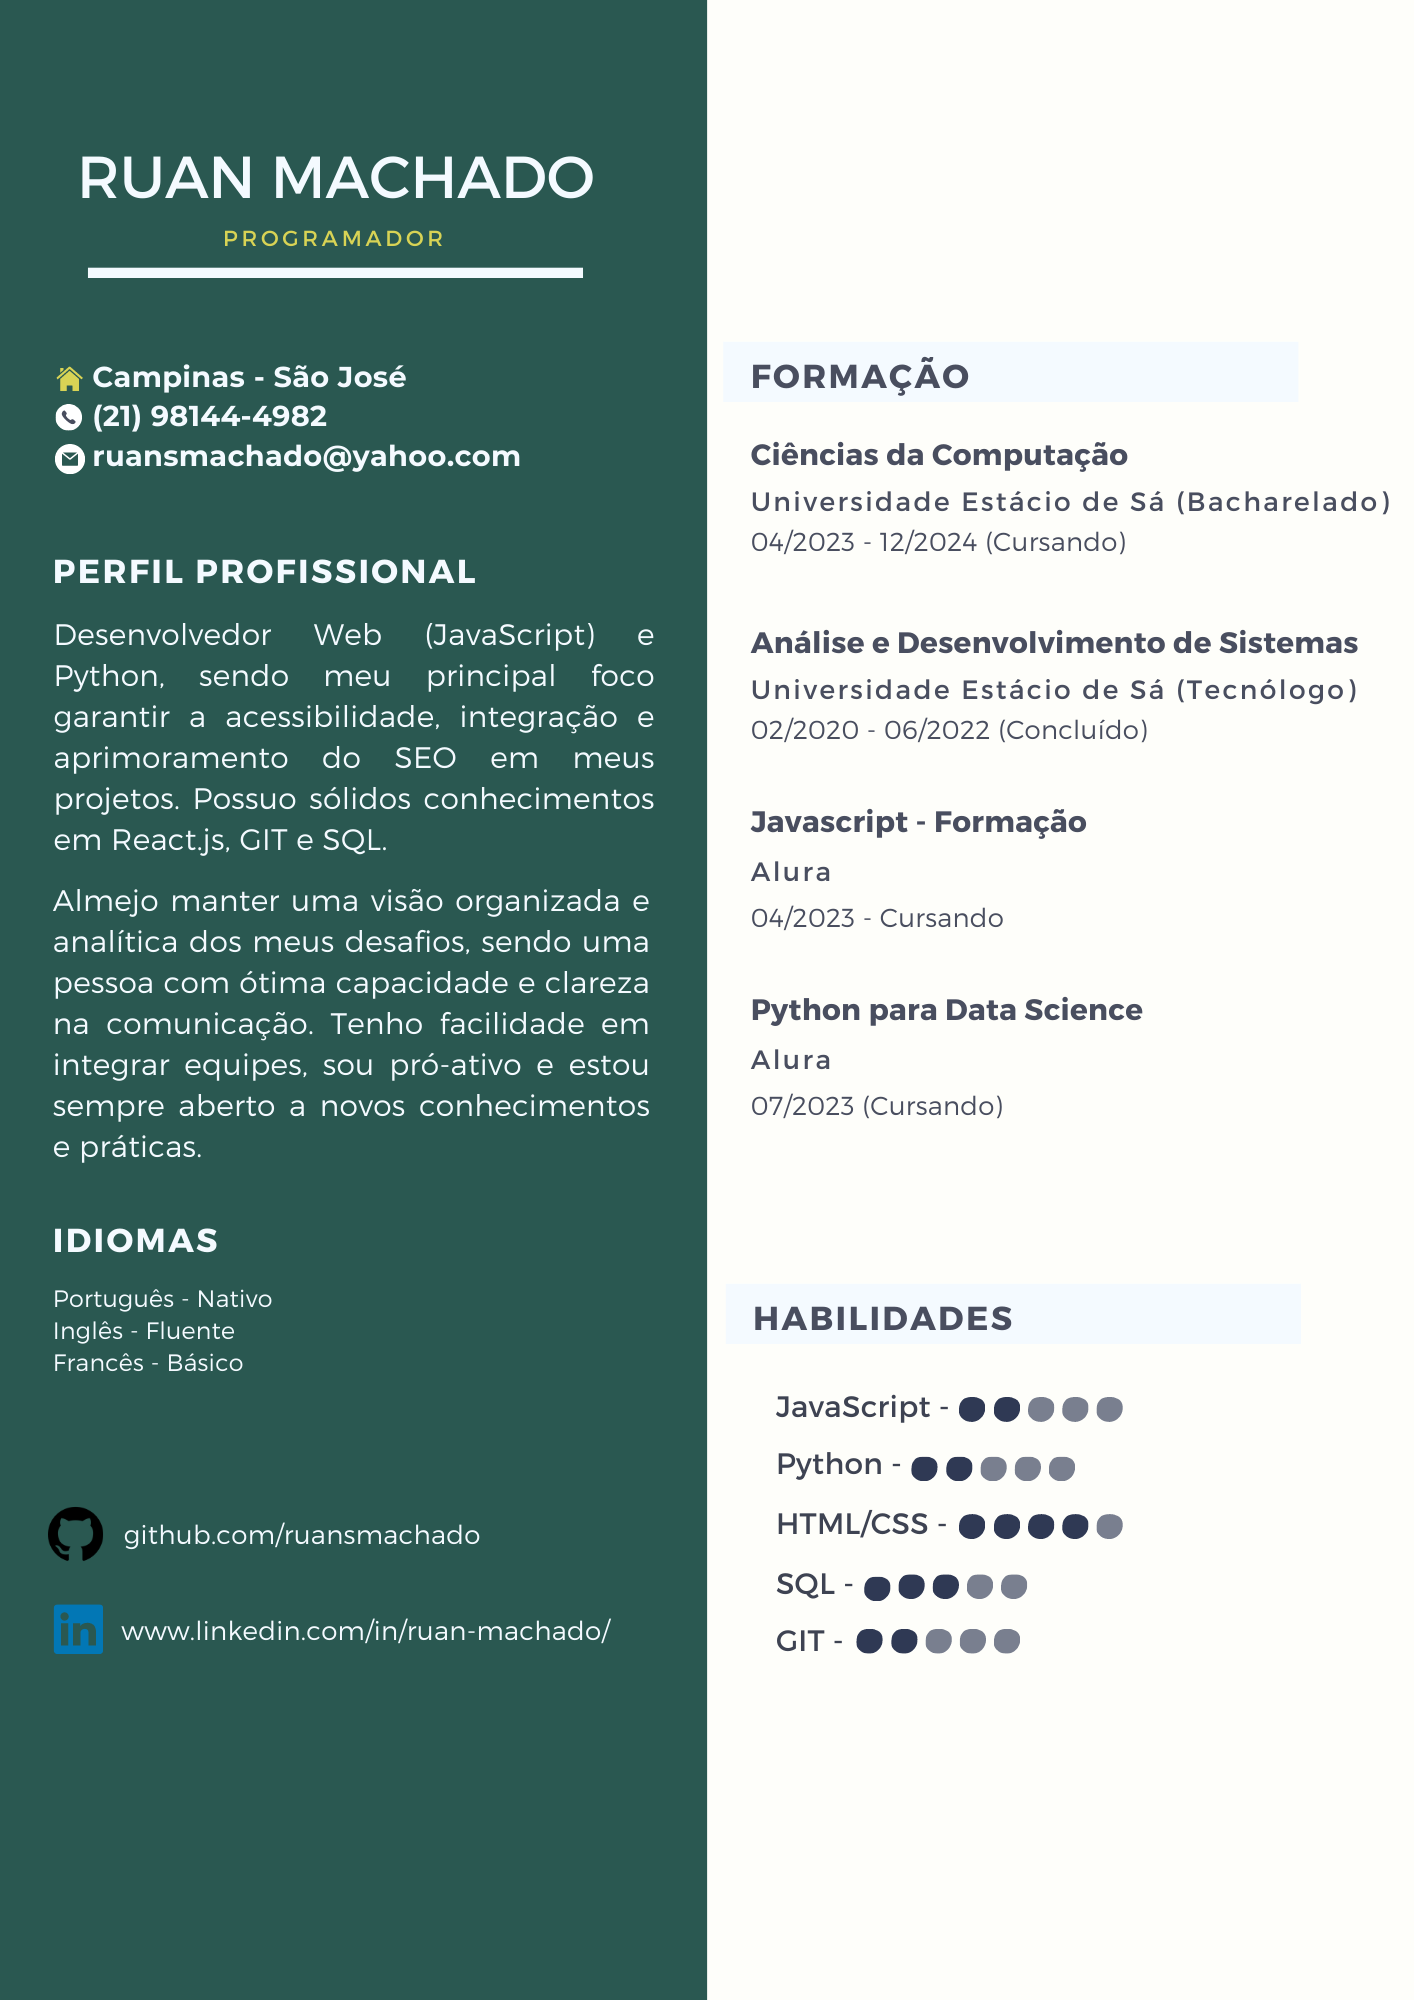 RUAN MACHADO
PROGRAMADOR
Campinas - São José
(21) 98144-4982
ruansmachado@yahoo.com
PERFIL PROFISSIONAL
Desenvolvedor Web (JavaScript) e
Python, sendo meu principal foco
garantir a acessibilidade, integração e
aprimoramento do SEO em meus
projetos. Possuo sólidos conhecimentos
em React.js, GIT e SQL.
Almejo manter uma visão organizada e
analítica dos meus desafios, sendo uma
pessoa com ótima capacidade e clareza
na comunicação. Tenho facilidade em
integrar equipes, sou pró-ativo e estou
sempre aberto a novos conhecimentos
e práticas.
IDIOMAS
Português - Nativo
Inglês - Fluente
Francês - Básico
github.com/ruansmachado
www.linkedin.com/in/ruan-machado/
FORMAÇÃO
Ciências da Computação
Universidade Estácio de Sá (Bacharelado)
04/2023 - 12/2024 (Cursando)
Análise e Desenvolvimento de Sistemas
Universidade Estácio de Sá (Tecnólogo)
02/2020 - 06/2022 (Concluído)
Javascript - Formação
Alura
04/2023 - Cursando
Python para Data Science
Alura
07/2023 (Cursando)
HABILIDADES
JavaScript -
Python -
HTML/CSS -
SQL -
GIT -